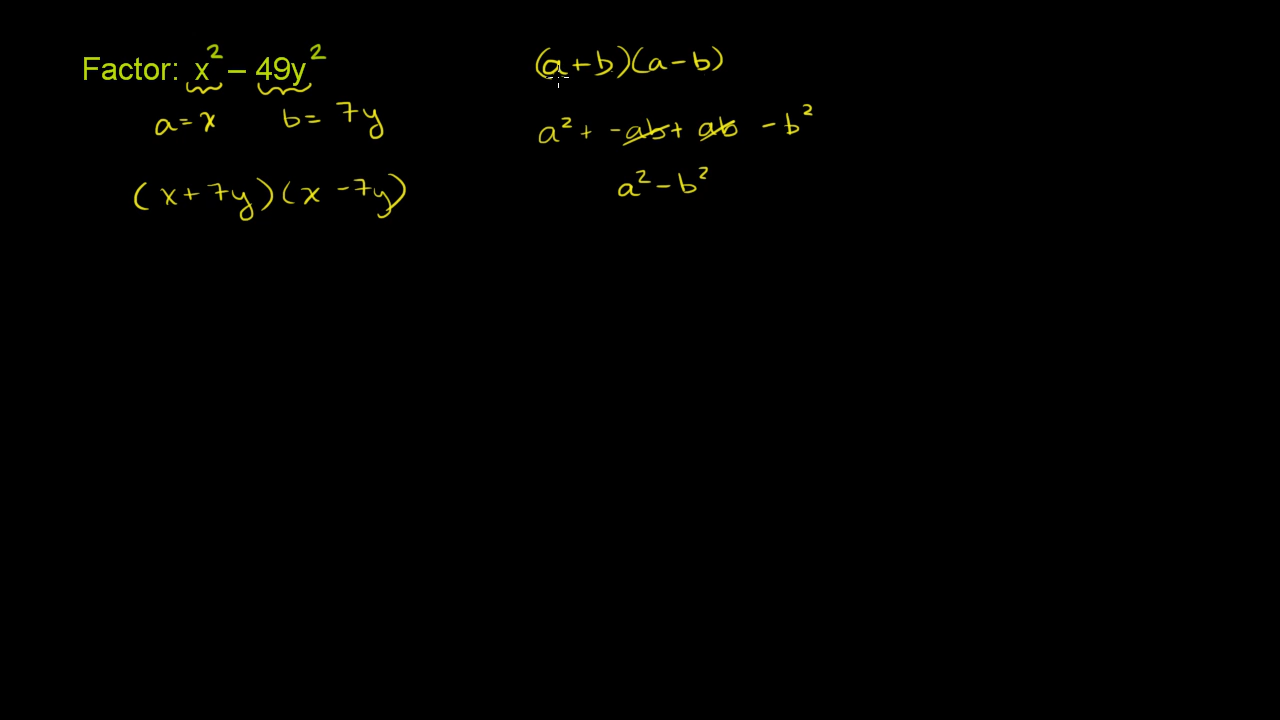 Factor: x² – 49y²
a = x b = 7y
(x + 7y)(x - 7y)
(a + b)(a - b)
a² + - ab + ab - b²
a² - b²